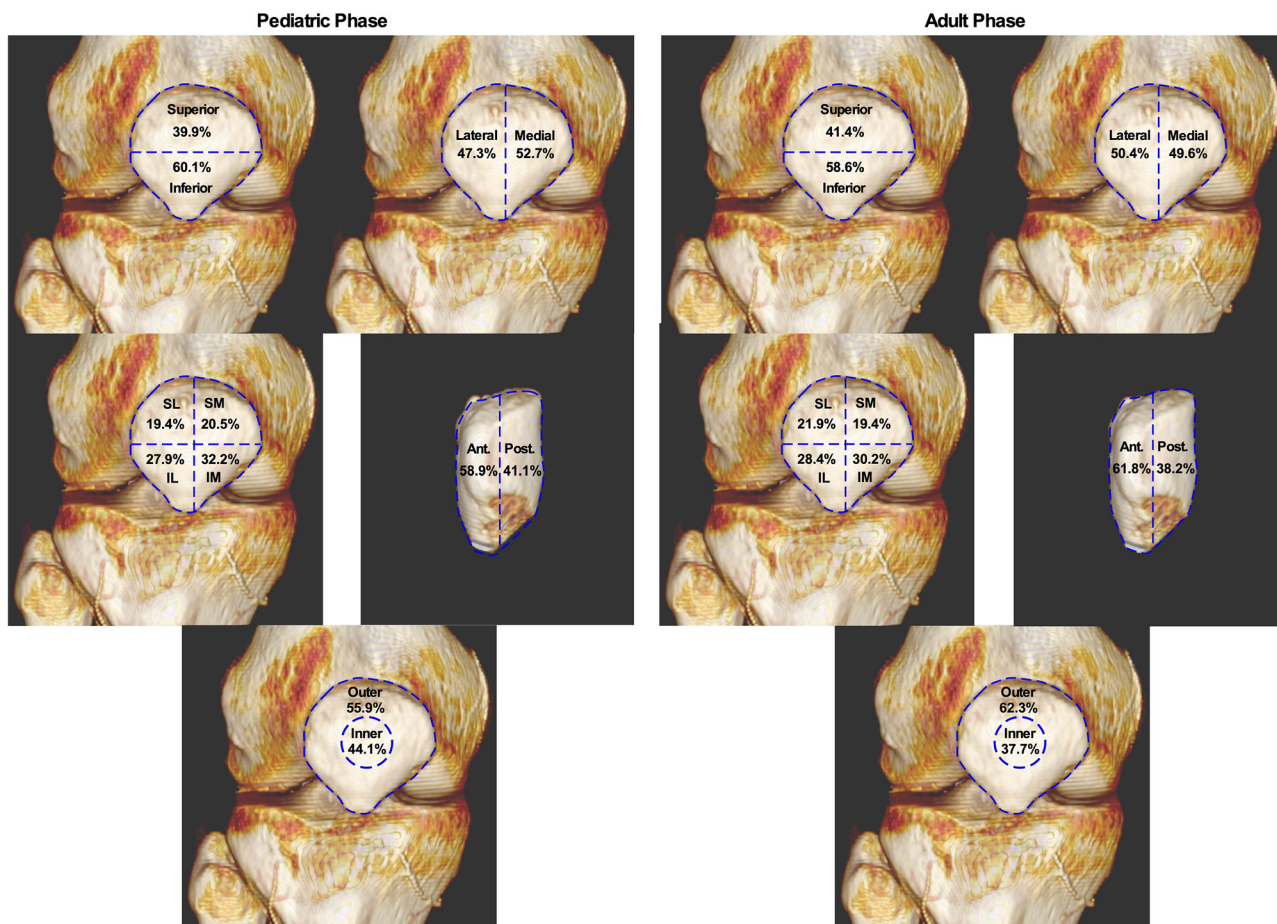 Pediatric Phase
Superior
39.9%
60.1%
Inferior
Lateral Medial
47.3% 52.7%
SL SM
19.4% 20.5%
27.9% 32.2%
IL IM
Ant. Post.
58.9% 41.1%
Outer
55.9%
Inner
44.1%
Adult Phase
Superior
41.4%
58.6%
Inferior
Lateral Medial
50.4% 49.6%
SL SM
21.9% 19.4%
28.4% 30.2%
IL IM
Ant. Post.
61.8% 38.2%
Outer
62.3%
Inner
37.7%